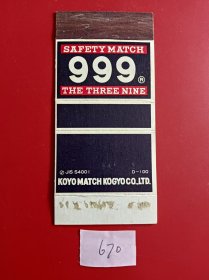 SAFETY MATCH
999®
THE THREE NINE
JIS S4001 D-100
KOYO MATCH KOGYO CO., LTD.
670